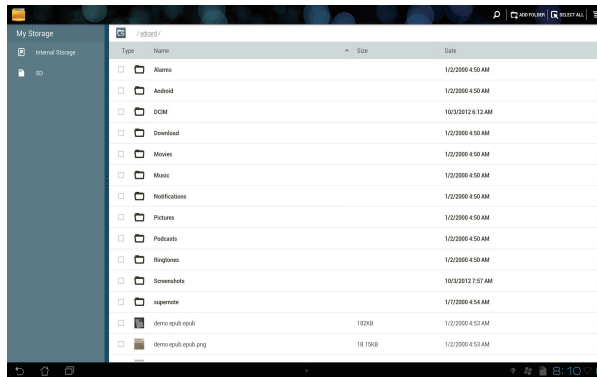 ADD FOLDER SELECT ALL
My Storage
/ sdcard /
Internal Storage
SD
Type Name Size Date
Alarms 1/2/2000 4:50 AM
Android 1/2/2000 4:50 AM
DCIM 10/3/2012 6:12 AM
Download 1/2/2000 4:50 AM
Movies 1/2/2000 4:50 AM
Music 1/2/2000 4:50 AM
Notifications 1/2/2000 4:50 AM
Pictures 1/2/2000 4:50 AM
Podcasts 1/2/2000 4:50 AM
Ringtones 1/2/2000 4:50 AM
Screenshots 10/3/2012 7:57 AM
supernote 1/7/2000 4:54 AM
demo epub.epub 182KB 1/2/2000 4:53 AM
demo epub.epub.png 18.15KB 1/2/2000 4:53 AM
8:10